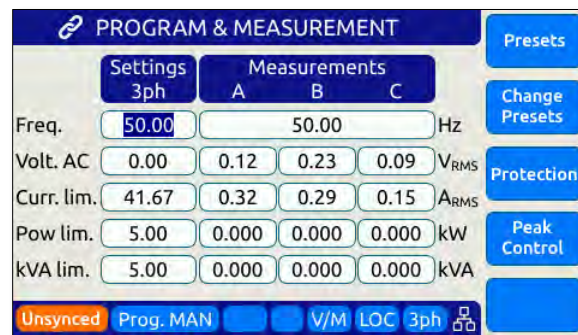 PROGRAM & MEASUREMENT
Presets
Settings Measurements
3ph A B C
Change
Presets
Freq. 50.00 50.00 Hz
Volt. AC 0.00 0.12 0.23 0.09 VRMS
Protection
Curr. lim. 41.67 0.32 0.29 0.15 ARMS
Pow lim. 5.00 0.000 0.000 0.000 kW
Peak
Control
kVA lim. 5.00 0.000 0.000 0.000 kVA
Unsynced Prog. MAN V/M LOC 3ph